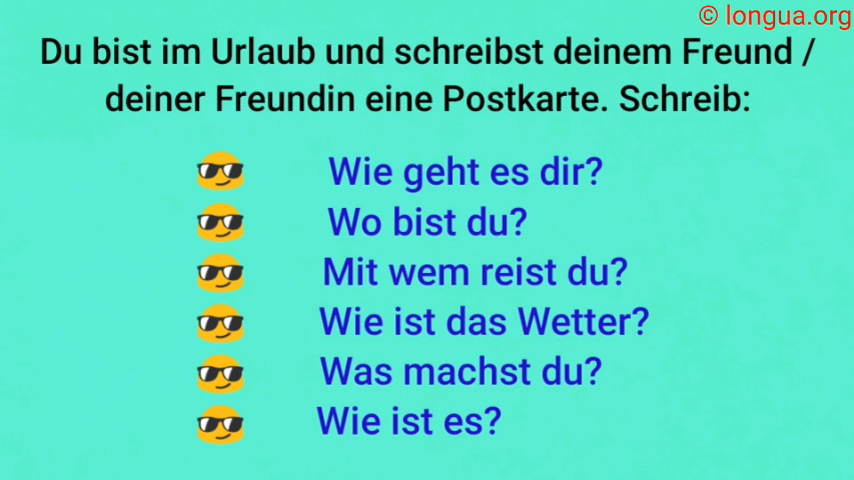 © longua.org
Du bist im Urlaub und schreibst deinem Freund /
deiner Freundin eine Postkarte. Schreib:
Wie geht es dir?
Wo bist du?
Mit wem reist du?
Wie ist das Wetter?
Was machst du?
Wie ist es?